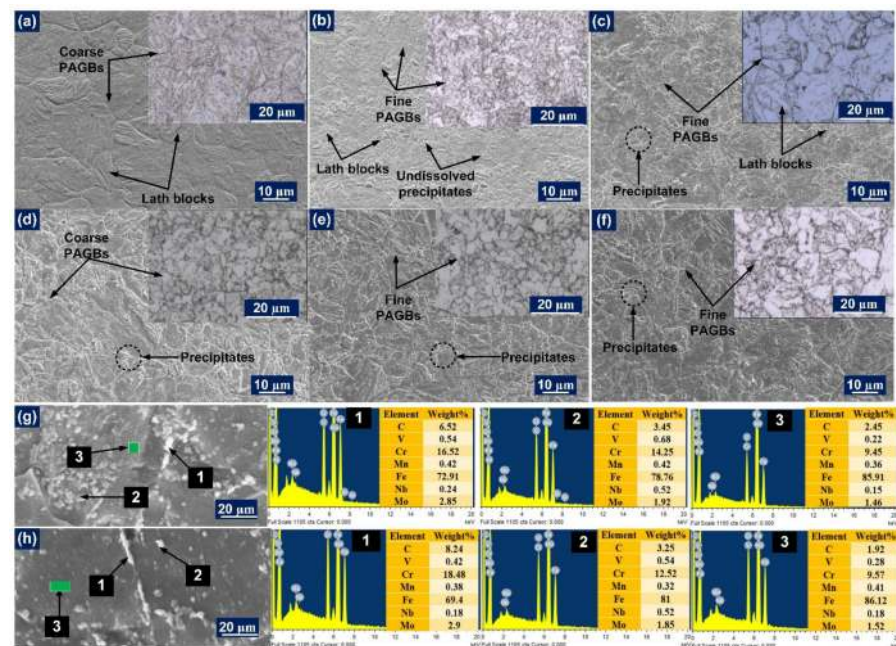 (a)
Coarse
PAGBs
20 µm
Lath blocks
10 µm
(b)
Fine
PAGBs
20 µm
Lath blocks
Undissolved
precipitates
10 µm
(c)
20 µm
Fine
PAGBs
Lath blocks
Precipitates
10 µm
(d)
Coarse
PAGBs
20 µm
Precipitates
10 µm
(e)
Fine
PAGBs
20 µm
Precipitates
10 µm
(f)
20 µm
Fine
PAGBs
Precipitates
10 µm
(g)
3
1
2
20 µm
1
Element Weight%
C 6.52
V 0.54
Cr 16.52
Mn 0.42
Fe 72.91
Nb 0.24
Mo 2.85
2
Element Weight%
C 3.45
V 0.68
Cr 14.25
Mn 0.42
Fe 78.76
Nb 0.52
Mo 1.92
3
Element Weight%
C 2.45
V 0.22
Cr 9.45
Mn 0.36
Fe 85.91
Nb 0.15
Mo 1.46
(h)
1
2
3
20 µm
1
Element Weight%
C 8.24
V 0.42
Cr 18.48
Mn 0.38
Fe 69.4
Nb 0.18
Mo 2.9
2
Element Weight%
C 3.25
V 0.54
Cr 12.52
Mn 0.32
Fe 81
Nb 0.52
Mo 1.85
3
Element Weight%
C 1.92
V 0.28
Cr 9.57
Mn 0.41
Fe 86.12
Nb 0.18
Mo 1.52